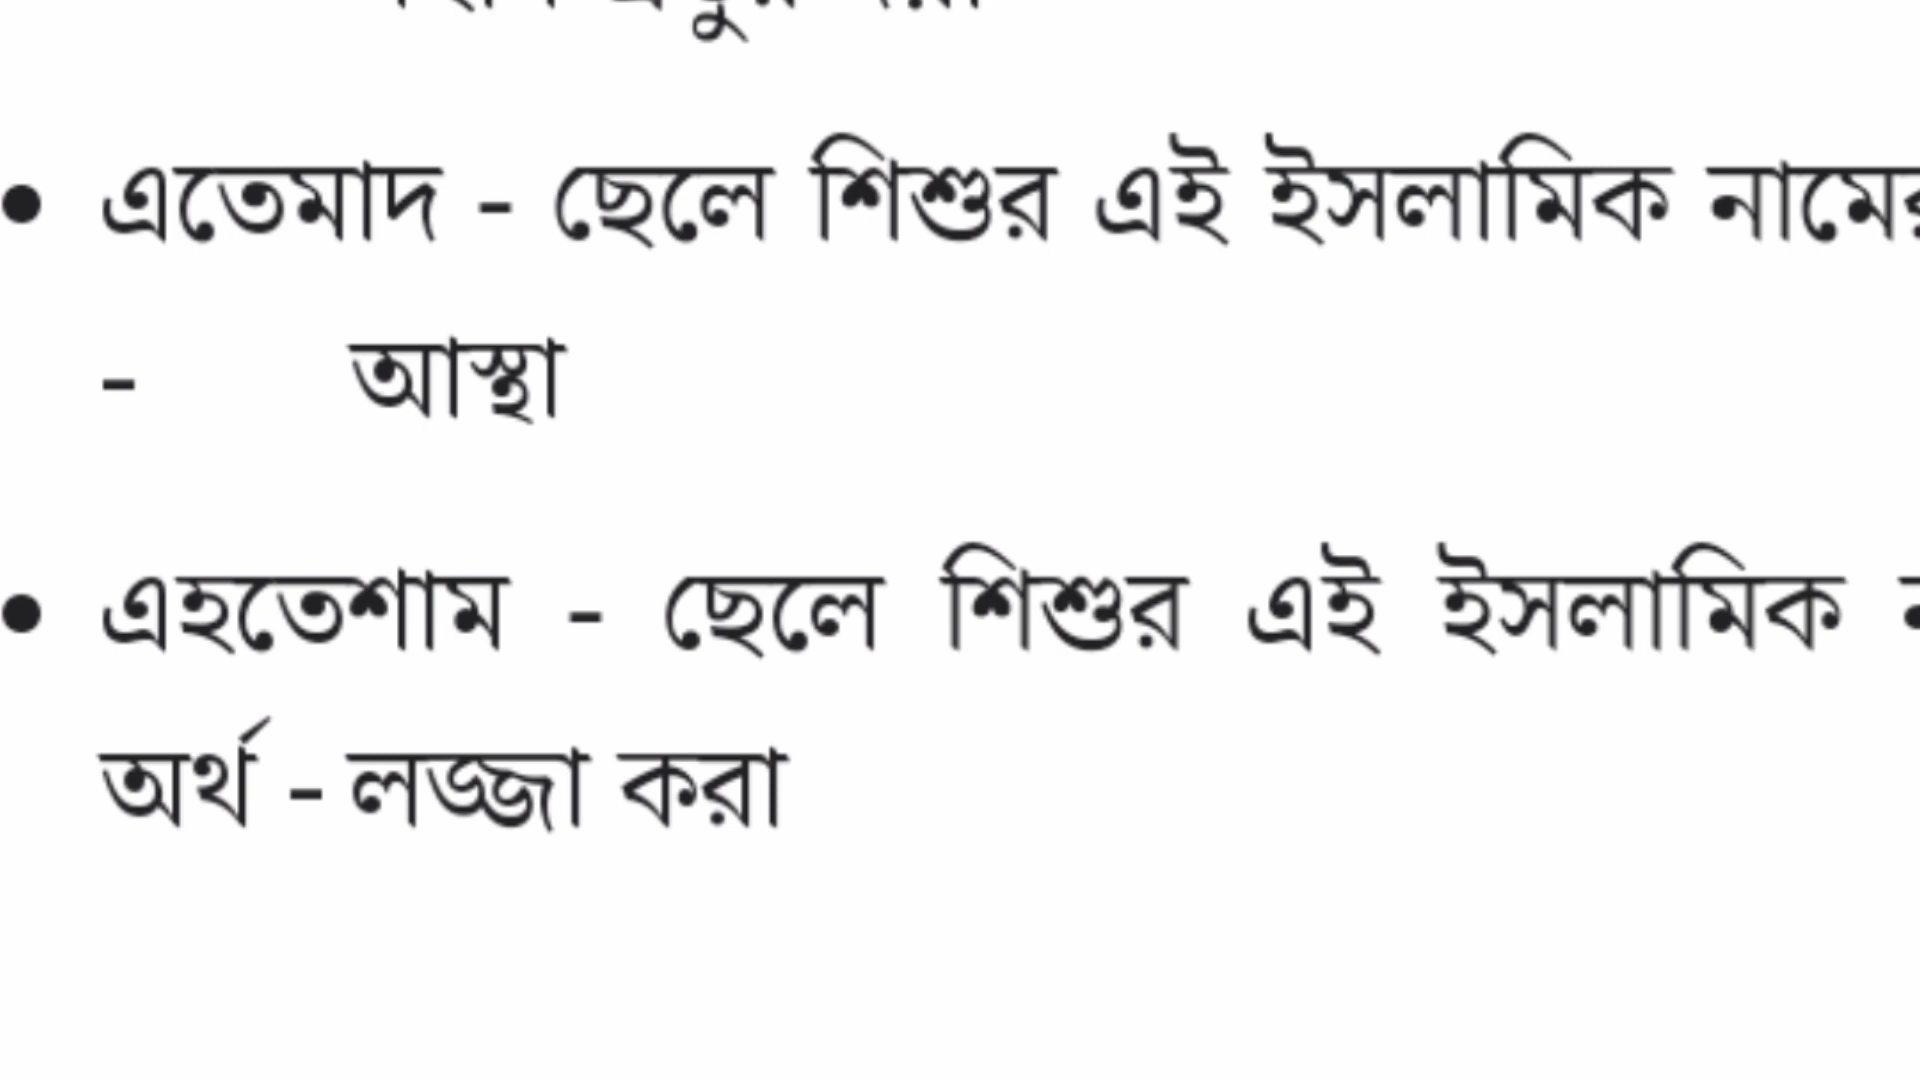 • এতেমাদ - ছেলে শিশুর এই ইসলামিক নামের
- আস্থা
• এহতেশাম - ছেলে শিশুর এই ইসলামিক
অর্থ - লজ্জা করা